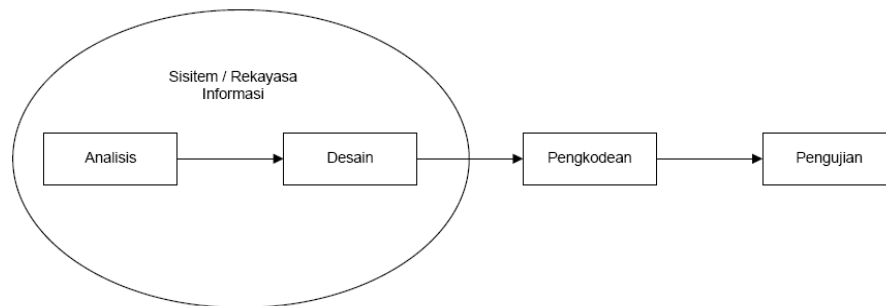 Sisitem / Rekayasa
Informasi
Analisis
Desain
Pengkodean
Pengujian